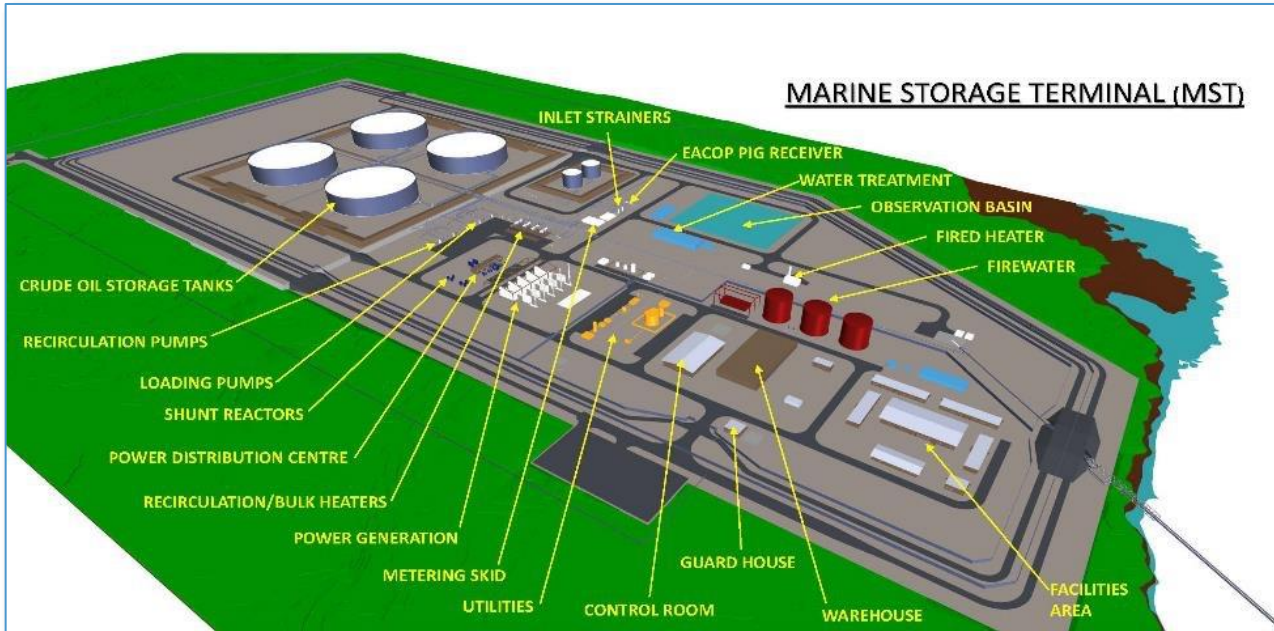 MARINE STORAGE TERMINAL (MST)
INLET STRAINERS
EACOP PIG RECEIVER
WATER TREATMENT
OBSERVATION BASIN
FIRED HEATER
FIREWATER
CRUDE OIL STORAGE TANKS
RECIRCULATION PUMPS
LOADING PUMPS
SHUNT REACTORS
POWER DISTRIBUTION CENTRE
RECIRCULATION/BULK HEATERS
POWER GENERATION
METERING SKID
UTILITIES
CONTROL ROOM
GUARD HOUSE
WAREHOUSE
FACILITIES
AREA